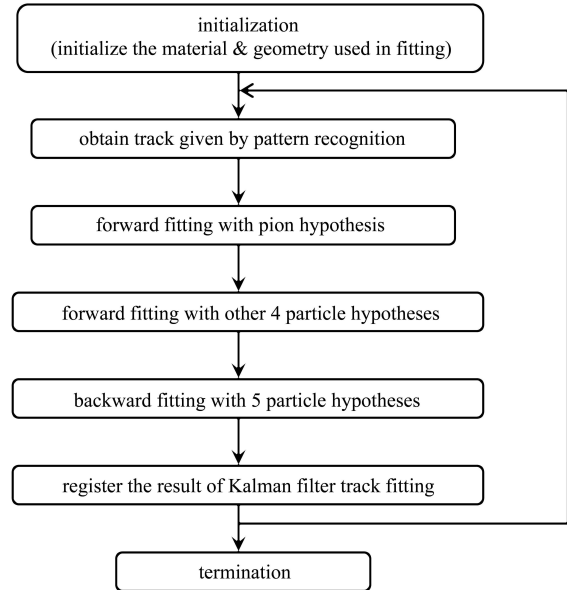 initialization
(initialize the material & geometry used in fitting)
obtain track given by pattern recognition
forward fitting with pion hypothesis
forward fitting with other 4 particle hypotheses
backward fitting with 5 particle hypotheses
register the result of Kalman filter track fitting
termination